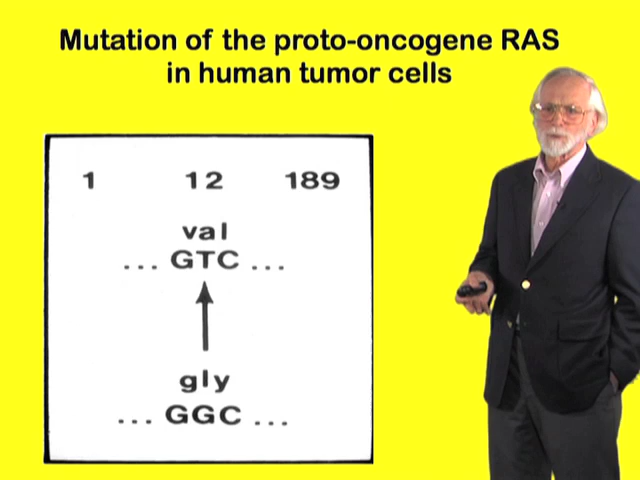 Mutation of the proto-oncogene RAS
in human tumor cells
1 12 189
val
... GTC ...
gly
... GGC ...